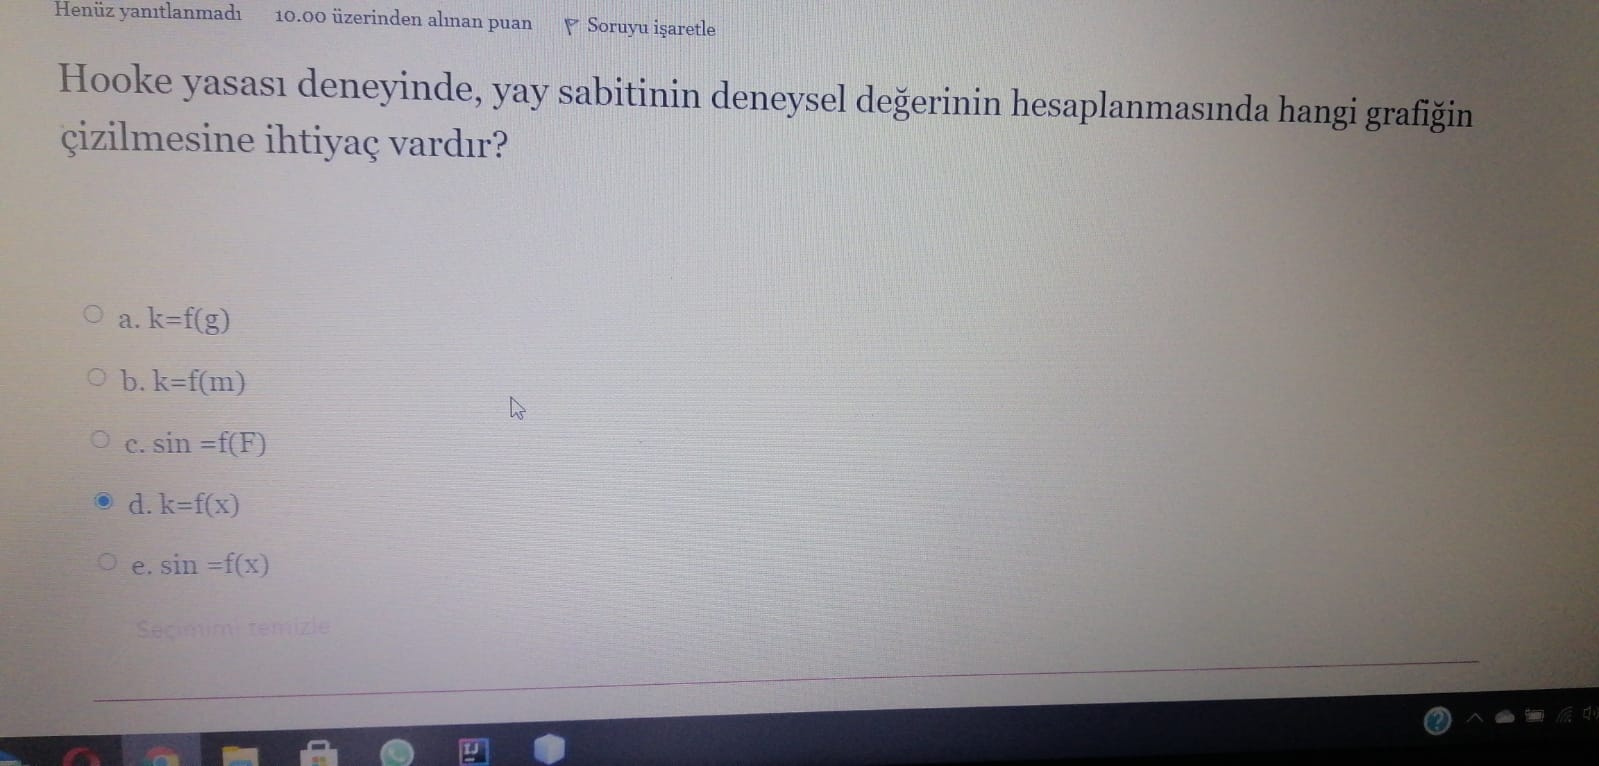 Henüz yanıtlanmadı 10.00 üzerinden alınan puan Soruyu işaretle
Hooke yasası deneyinde, yay sabitinin deneysel değerinin hesaplanmasında hangi grafiğin
çizilmesine ihtiyaç vardır?
a. k=f(g)
b. k=f(m)
c. sin =f(F)
d. k=f(x)
e. sin =f(x)
Seçimimi temizle
IJ